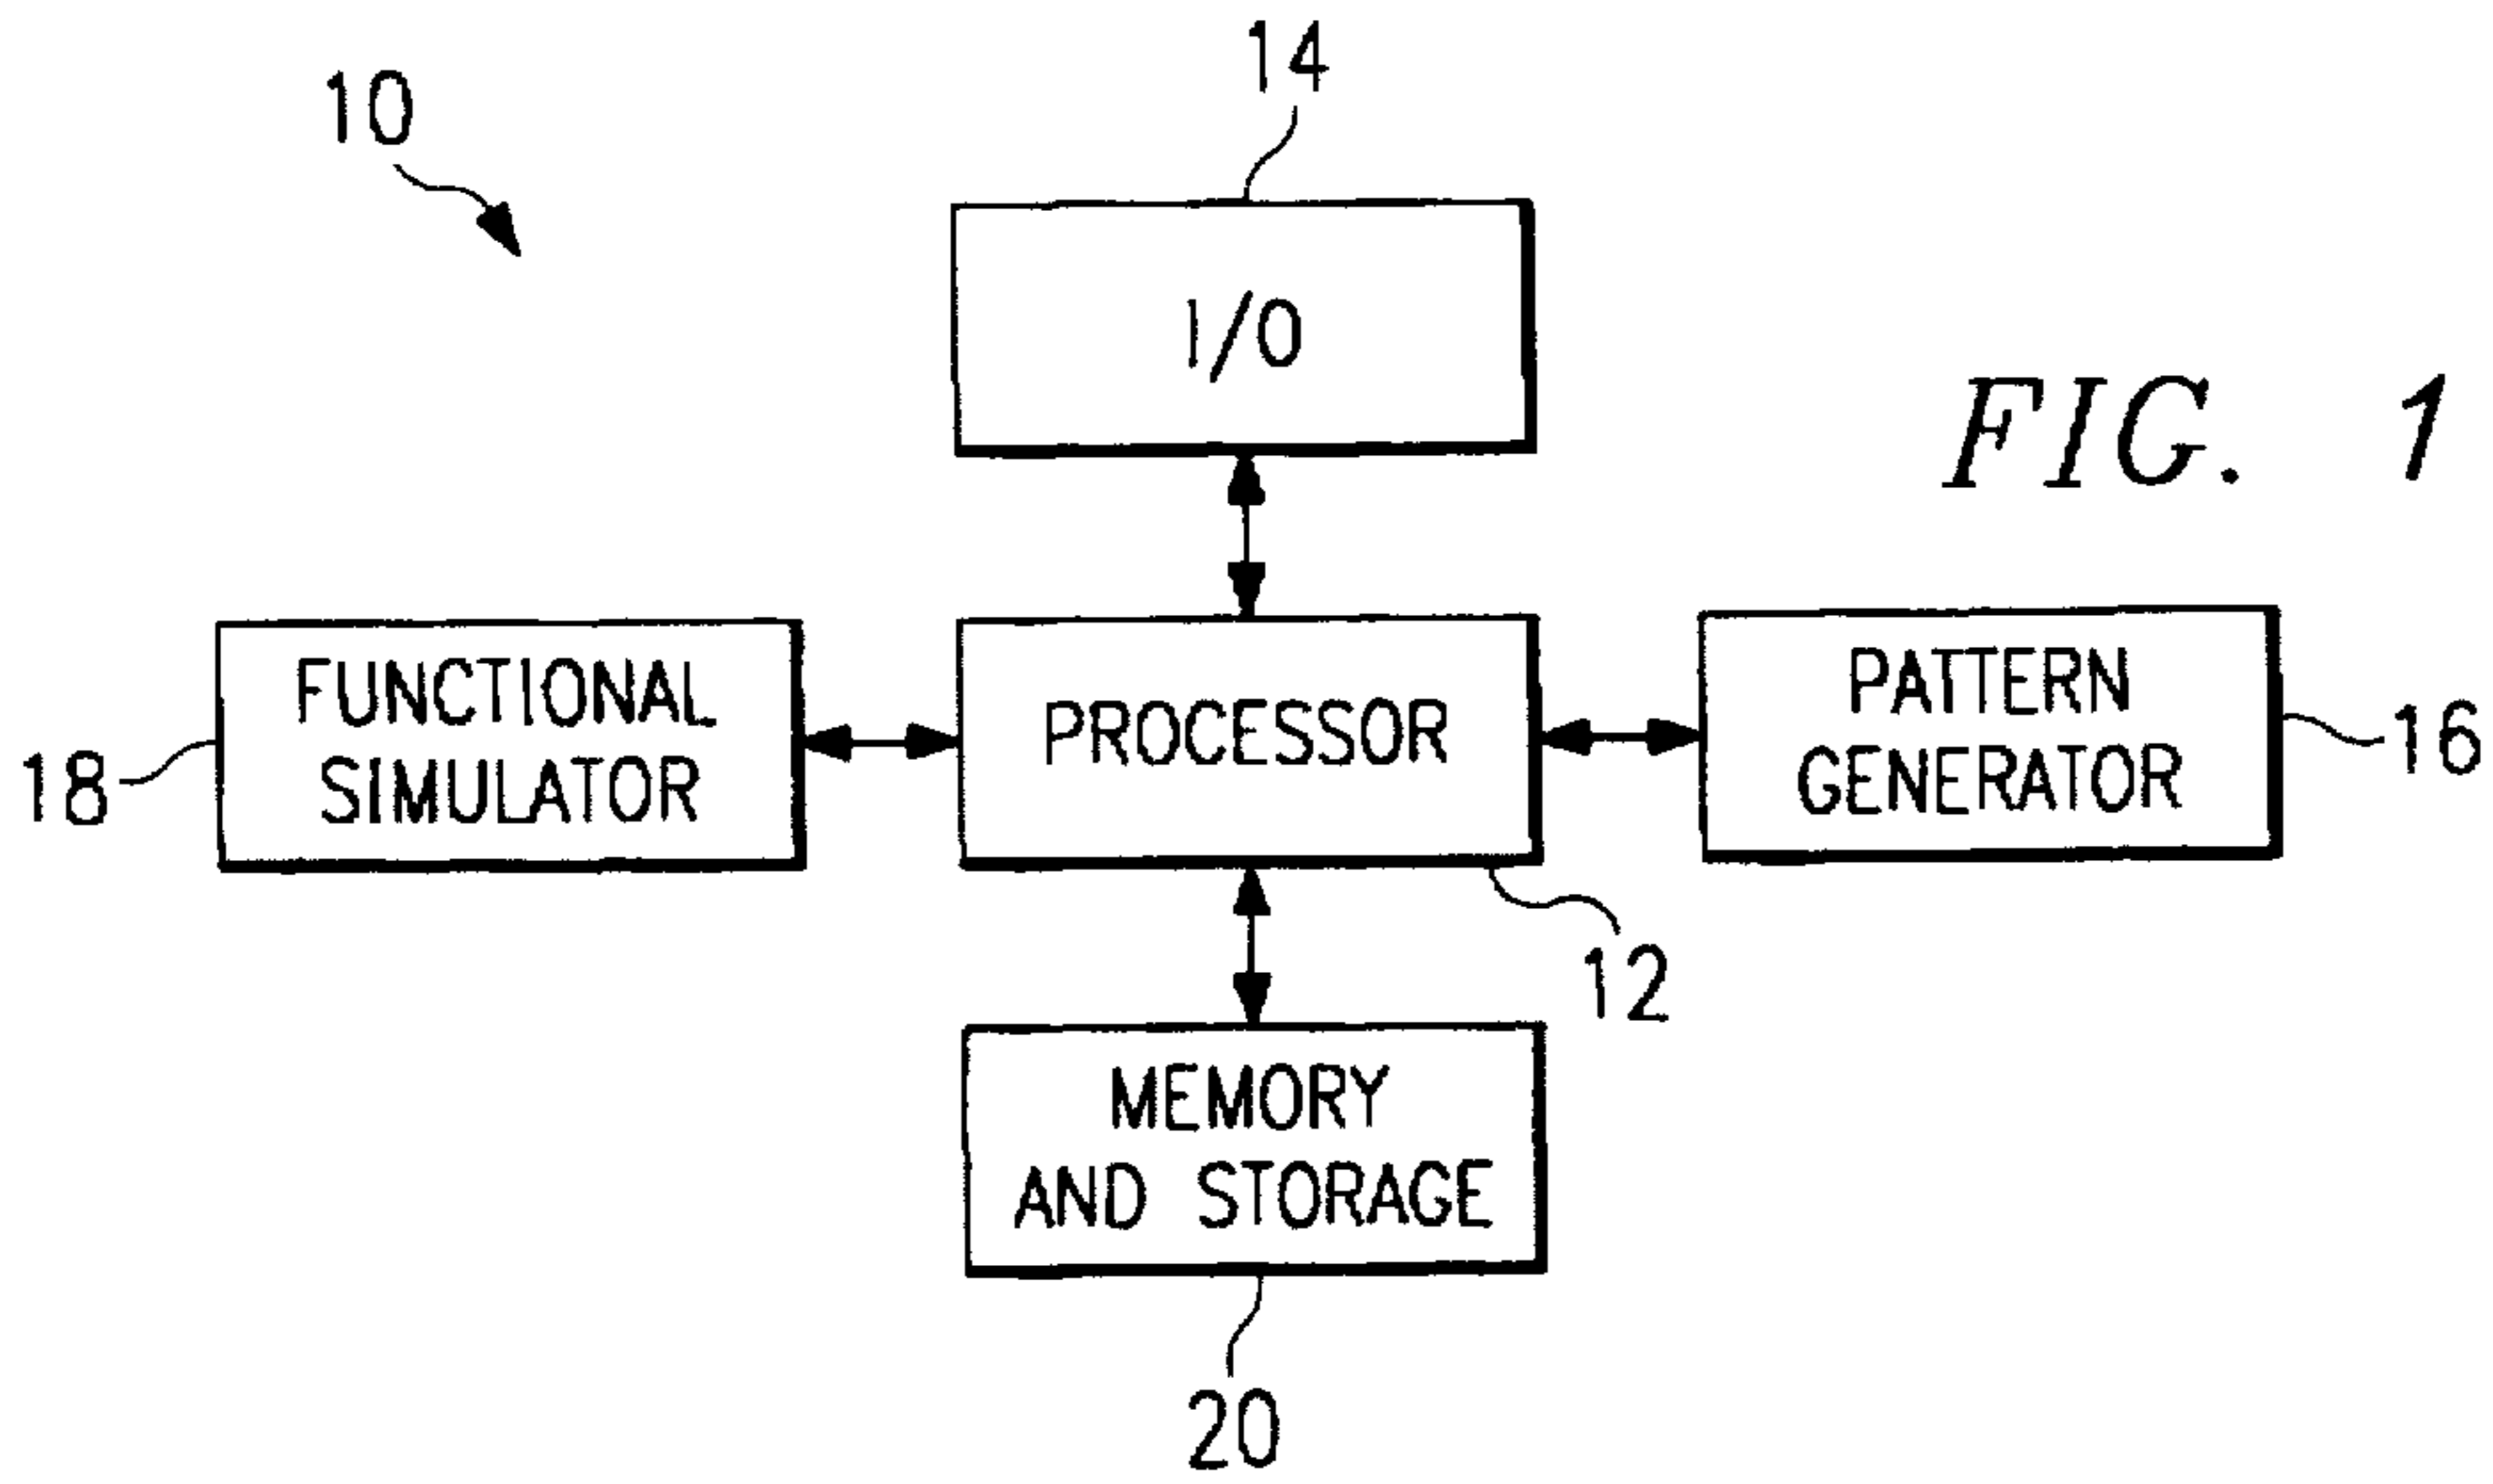 14
10
I/O
FIG. 1
FUNCTIONAL
SIMULATOR
18
PROCESSOR
PATTERN
GENERATOR
16
12
MEMORY
AND STORAGE
20